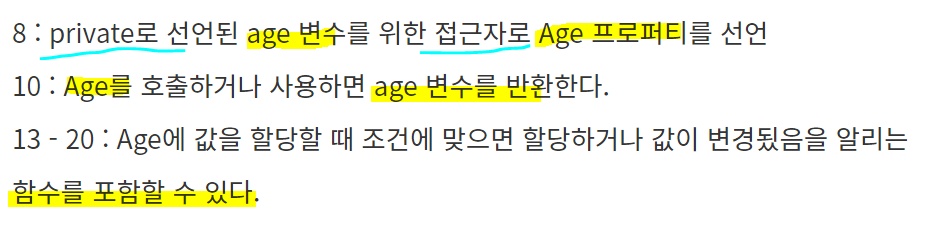 8 : private로 선언된 age 변수를 위한 접근자로 Age 프로퍼티를 선언
10 : Age를 호출하거나 사용하면 age 변수를 반환한다.
13 - 20 : Age에 값을 할당할 때 조건에 맞으면 할당하거나 값이 변경됬음을 알리는
함수를 포함할 수 있다.